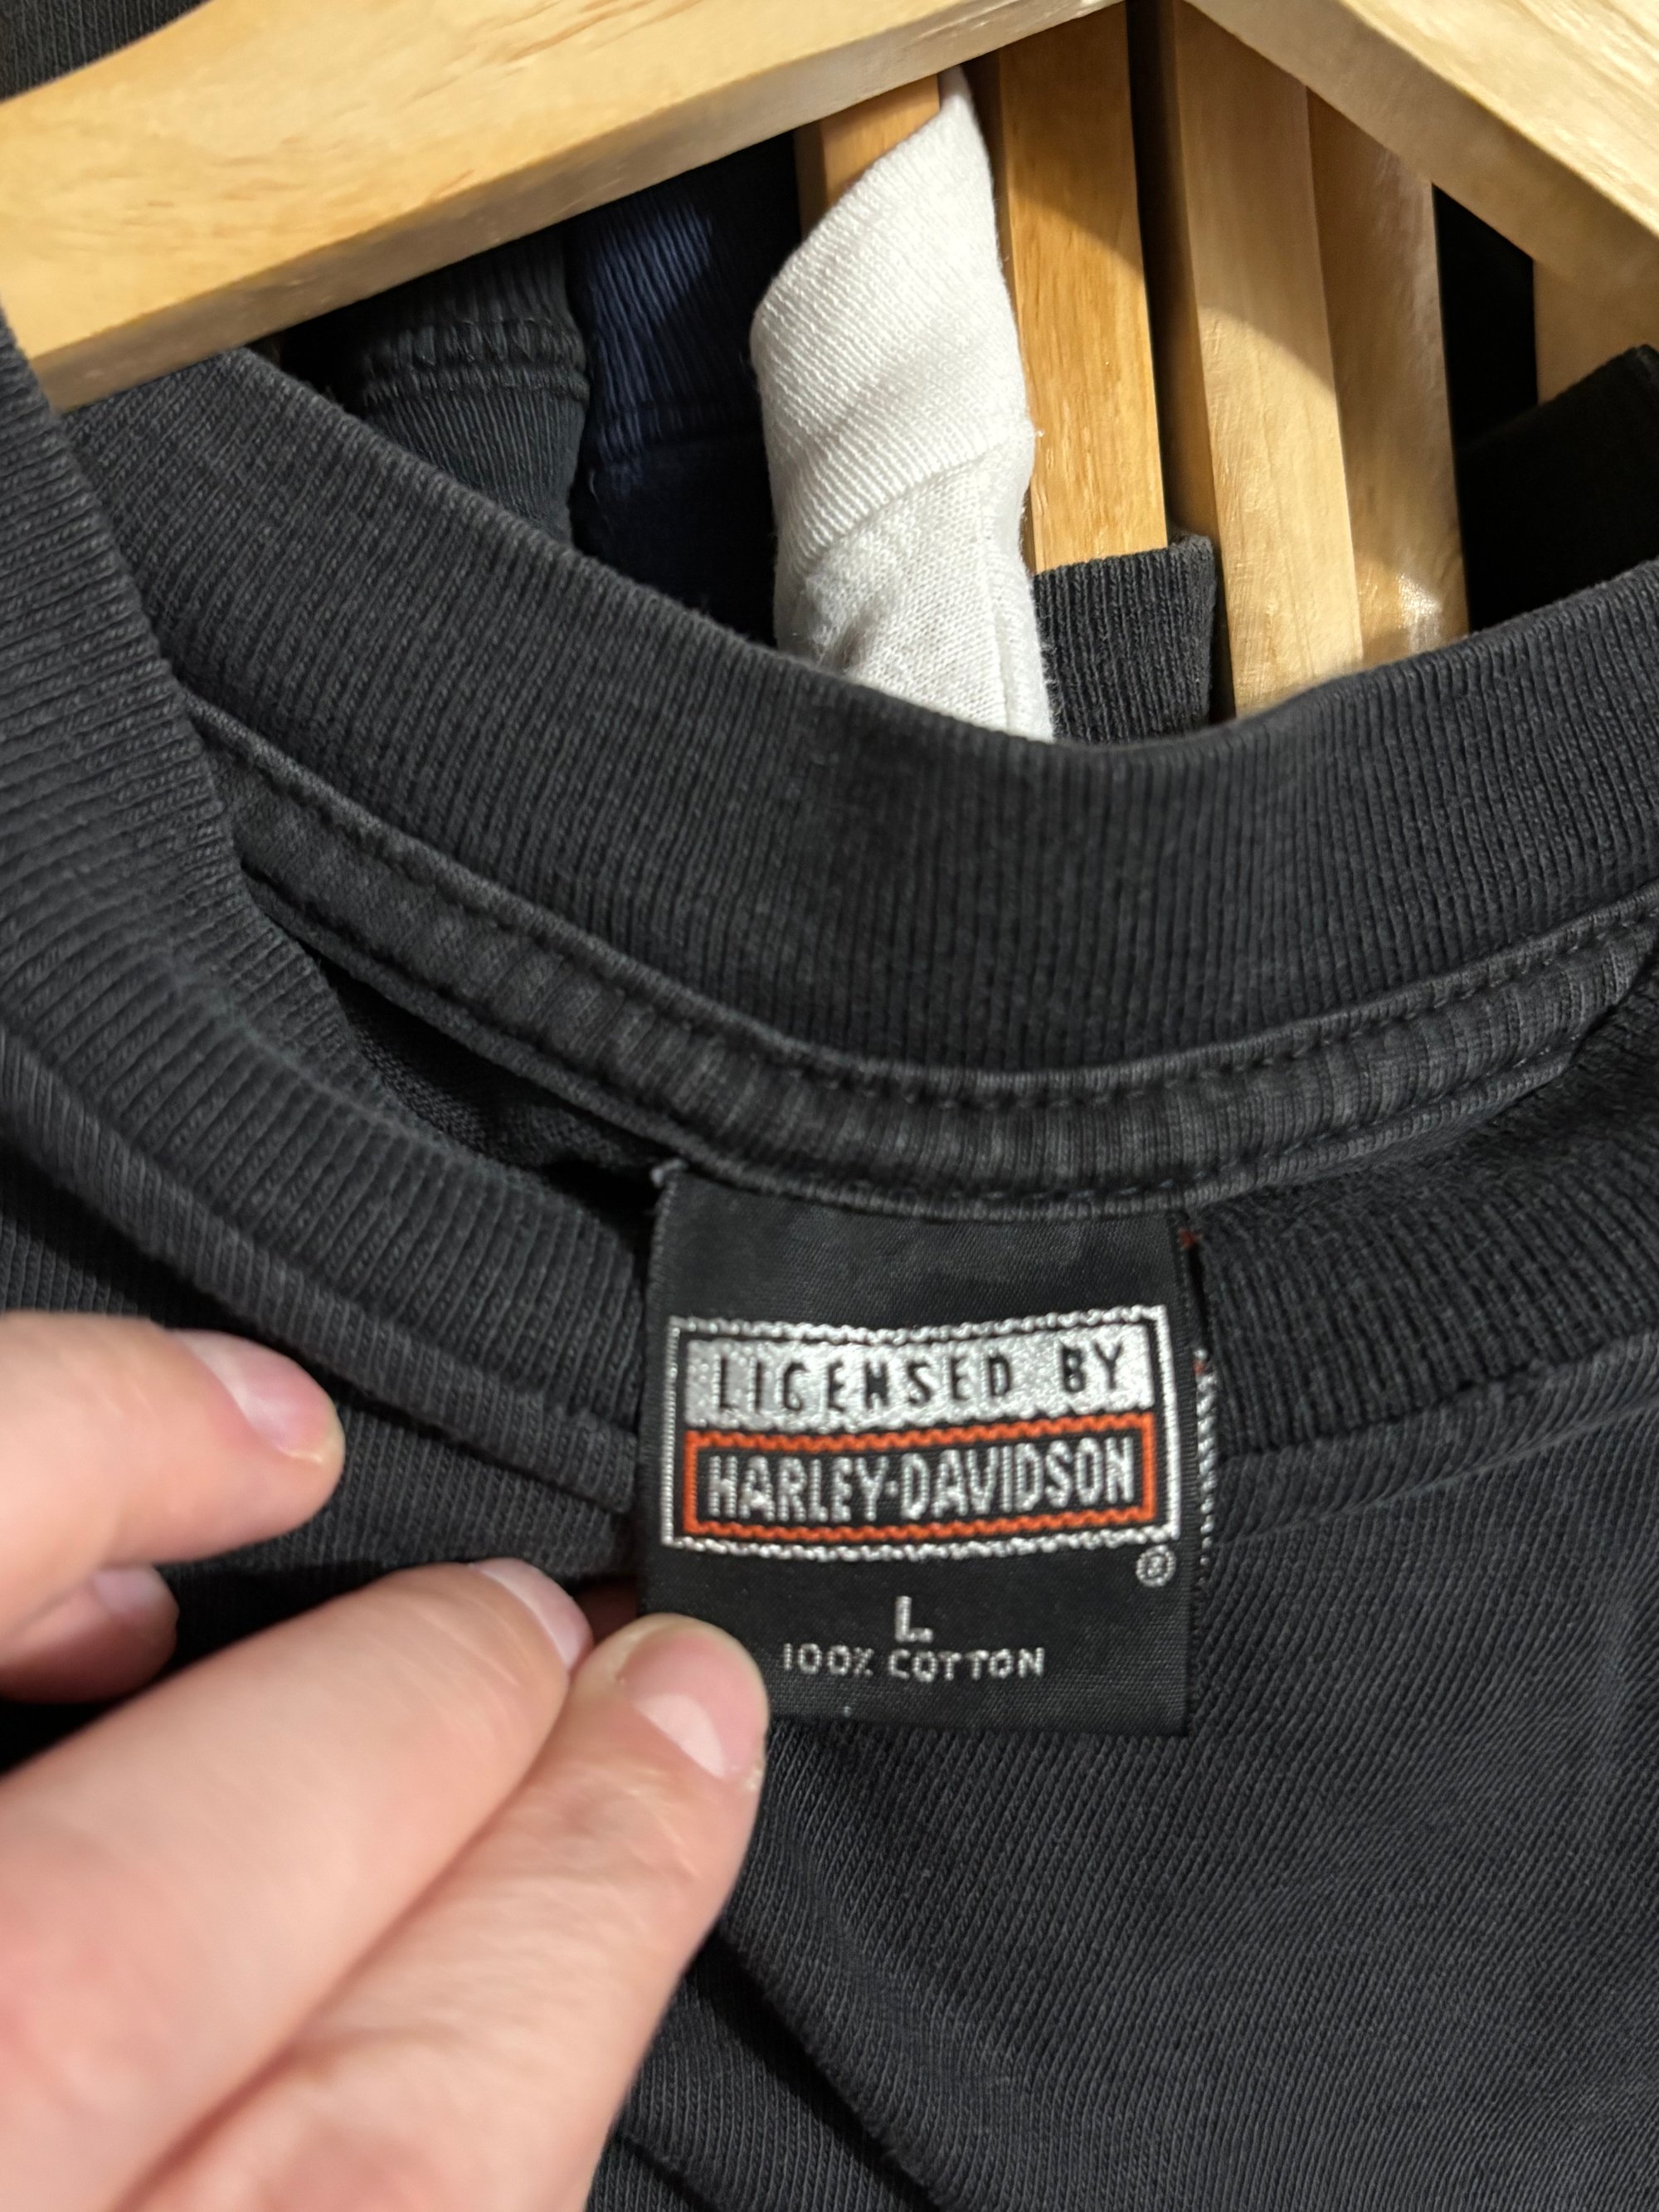 LICENSED BY
HARLEY-DAVIDSON
®
L
100% COTTON